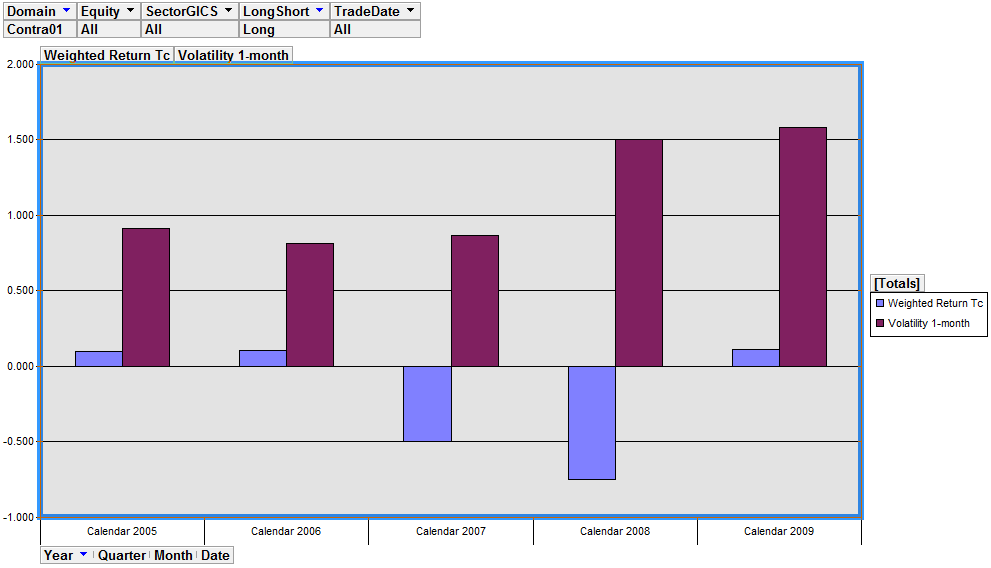 Domain Equity SectorGICS LongShort TradeDate
Contra01 All All Long All
Weighted Return Tc Volatility 1-month
2.000
1.500
1.000
0.500
0.000
-0.500
-1.000
[Totals]
Weighted Return Tc
Volatility 1-month
Calendar 2005 Calendar 2006 Calendar 2007 Calendar 2008 Calendar 2009
Year Quarter Month Date